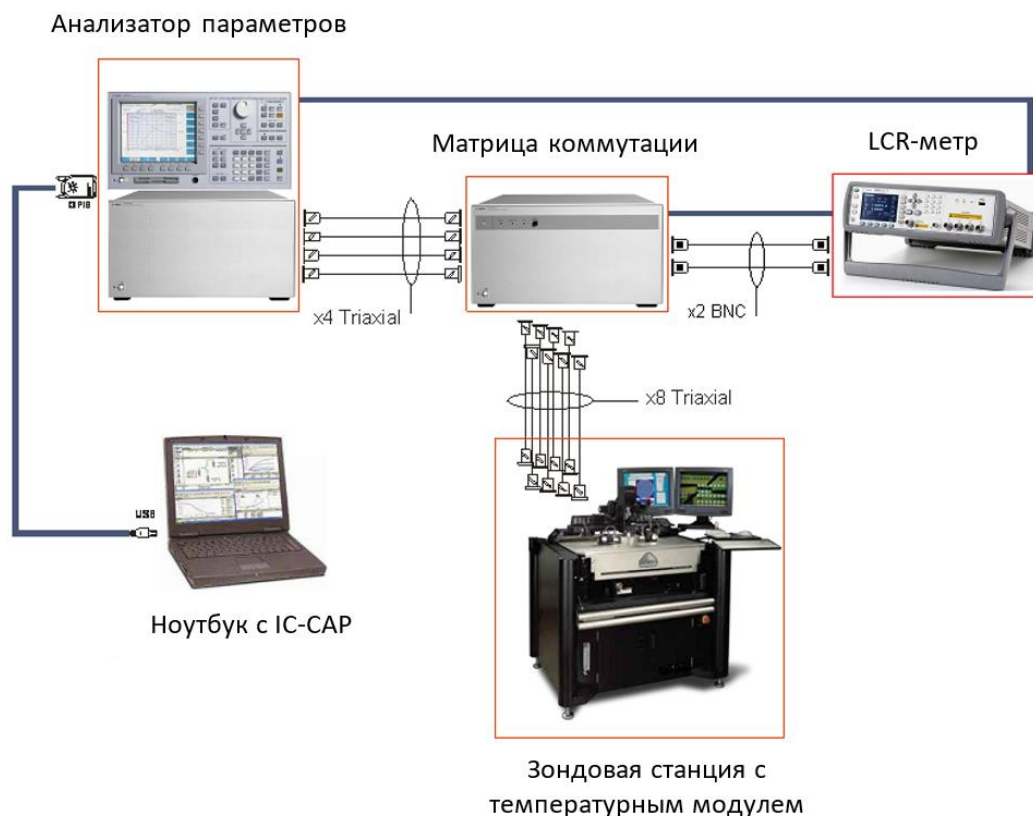 Анализатор параметров
Матрица коммутации
LCR-метр
x4 Triaxial
x2 BNC
x8 Triaxial
USB
Ноутбук с IC-CAP
Зондовая станция с
температурным модулем